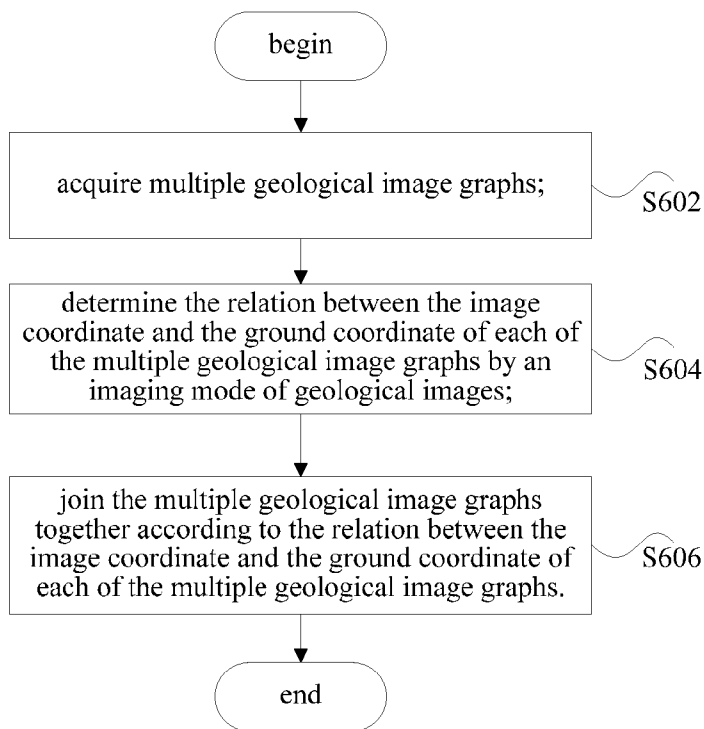 begin
acquire multiple geological image graphs;
S602
determine the relation between the image
coordinate and the ground coordinate of each of
the multiple geological image graphs by an
imaging mode of geological images;
S604
join the multiple geological image graphs
together according to the relation between the
image coordinate and the ground coordinate of
each of the multiple geological image graphs.
S606
end